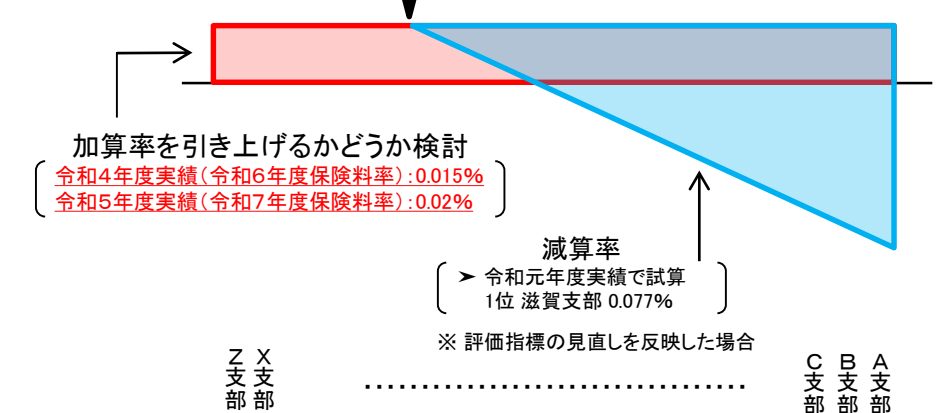 加算率を引き上げるかどうか検討
令和4年度実績(令和6年度保険料率):0.015%
令和5年度実績(令和7年度保険料率):0.02%
減算率
➤ 令和元年度実績で試算
1位 滋賀支部 0.077%
※ 評価指標の見直しを反映した場合
Z支部
X支部
‥‥‥‥‥‥‥‥‥‥‥‥‥‥‥‥
C支部
B支部
A支部